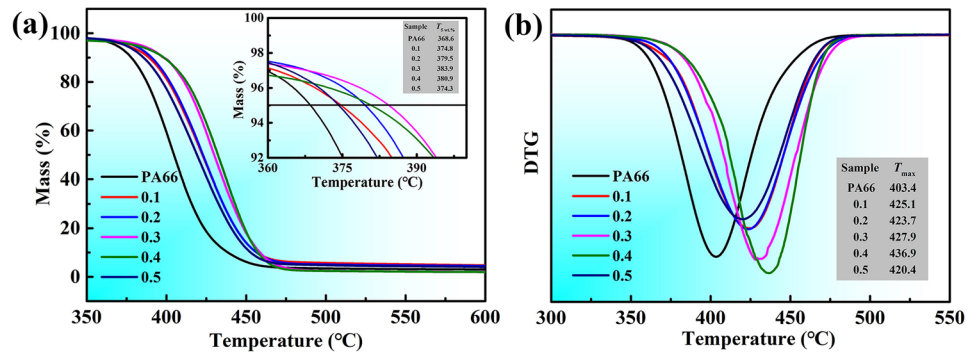 (a)
100
80
60
40
20
0
Mass (%)
350 400 450 500 550 600
Temperature (℃)
PA66
0.1
0.2
0.3
0.4
0.5
100
98
96
94
92
Mass (%)
360 375 390
Temperature (℃)
Sample T5 wt.%
PA66 368.6
0.1 374.8
0.2 379.5
0.3 383.9
0.4 380.9
0.5 374.3
(b)
DTG
300 350 400 450 500 550
Temperature (℃)
PA66
0.1
0.2
0.3
0.4
0.5
Sample Tmax
PA66 403.4
0.1 425.1
0.2 423.7
0.3 427.9
0.4 436.9
0.5 420.4